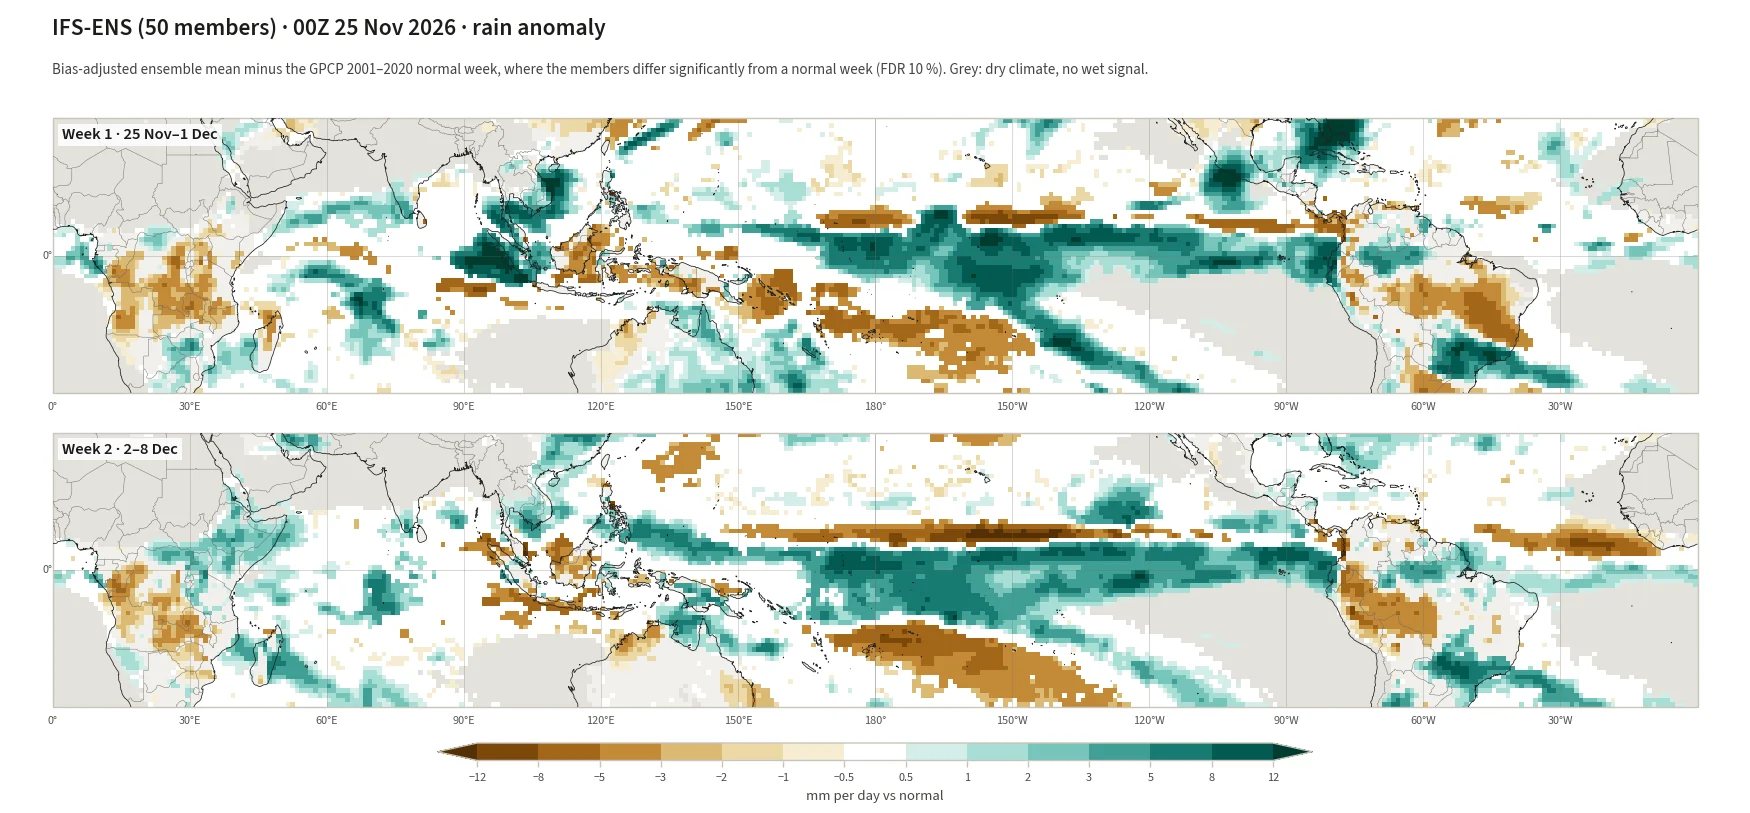 IFS-ENS (50 members) · 00Z 25 Nov 2026 · rain anomaly
Bias-adjusted ensemble mean minus the GPCP 2001–2020 normal week, where the members differ significantly from a normal week (FDR 10 %). Grey: dry climate, no wet signal.
Week 1 · 25 Nov–1 Dec
0°
0° 30°E 60°E 90°E 120°E 150°E 180° 150°W 120°W 90°W 60°W 30°W
Week 2 · 2–8 Dec
0°
0° 30°E 60°E 90°E 120°E 150°E 180° 150°W 120°W 90°W 60°W 30°W
−12 −8 −5 −3 −2 −1 −0.5 0.5 1 2 3 5 8 12
mm per day vs normal